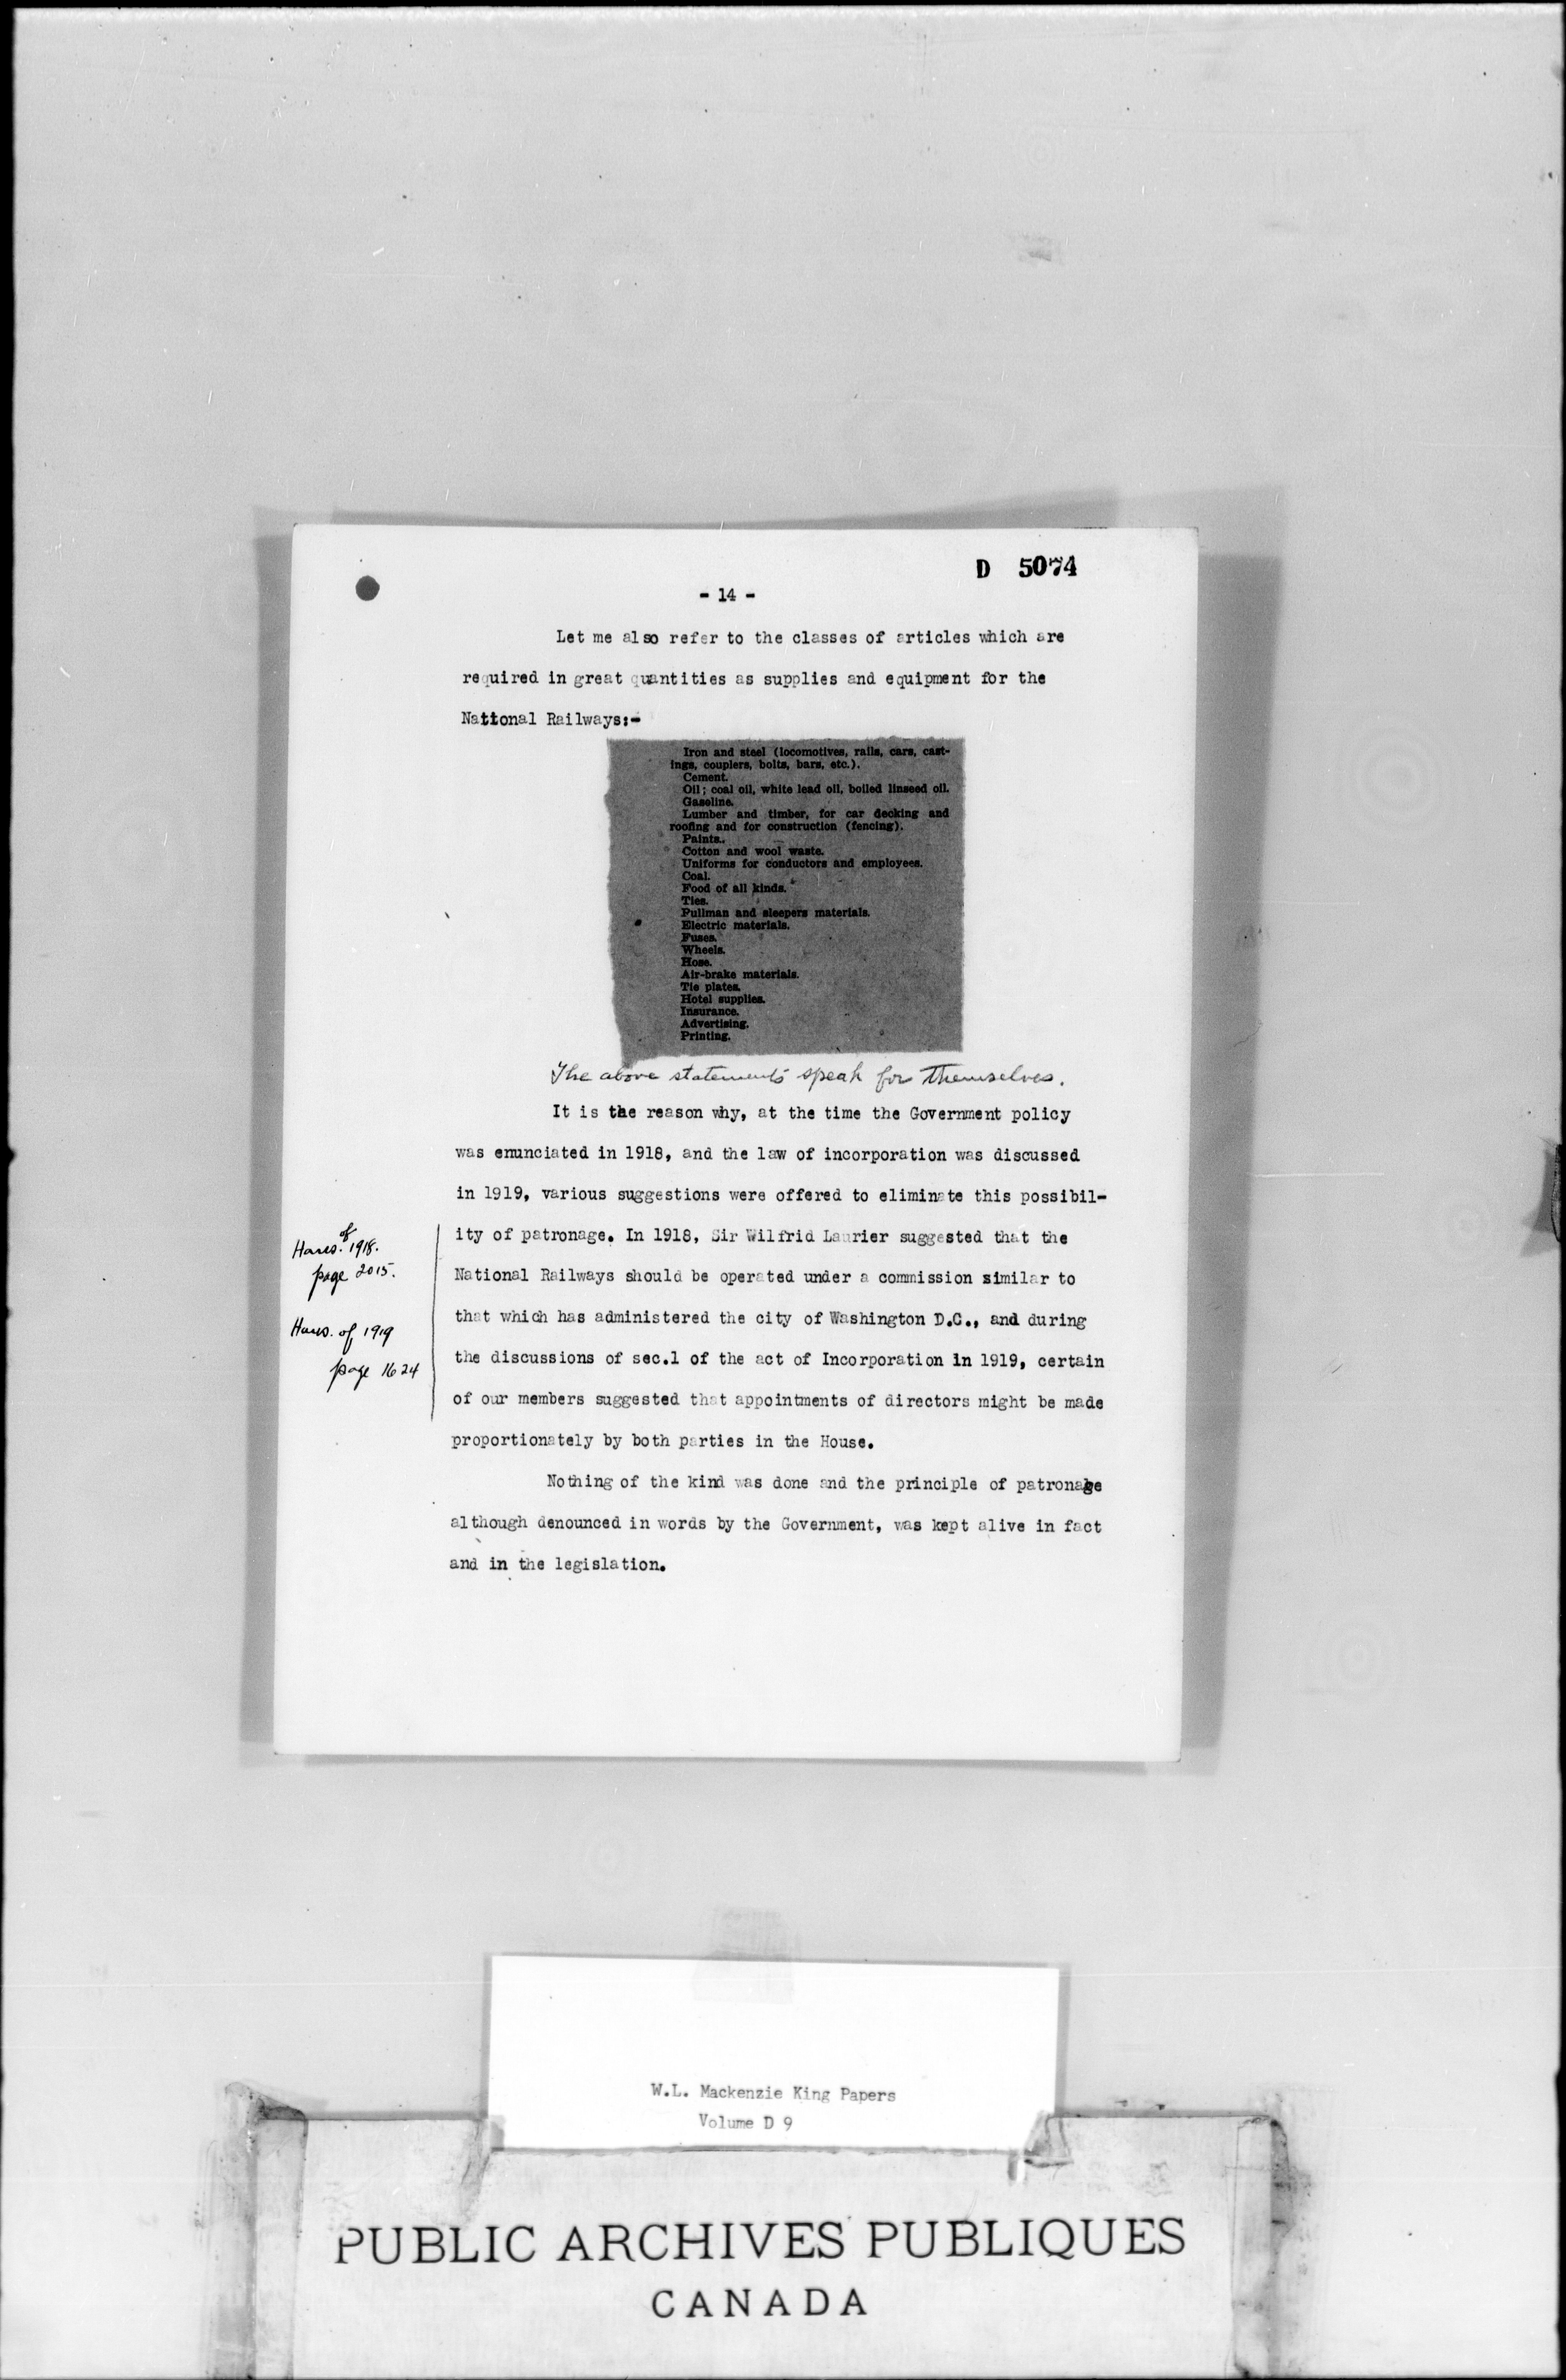 D 5074
- 14 -
Let me also refer to the classes of articles which are
required in great quantities as supplies and equipment for the
National Railways:-
Iron and steel (locomotives, rails, cars, cast-
ings, couplers, bolts, bars, etc.).
Cement.
Oil; coal oil, white lead oil, boiled linseed oil.
Gasoline.
Lumber and timber, for car decking and
roofing and for construction (fencing).
Paints.
Cotton and wool waste.
Uniforms for conductors and employees.
Coal.
Food of all kinds.
Ties.
Pullman and sleepers materials.
Electric materials.
Fuses.
Wheels.
Hose.
Air-brake materials.
Tie plates.
Hotel supplies.
Insurance.
Advertising.
Printing.
The above statements speak for themselves.
It is the reason why, at the time the Government policy
was enunciated in 1918, and the law of incorporation was discussed
in 1919, various suggestions were offered to eliminate this possibil-
ity of patronage. In 1918, Sir Wilfrid Laurier suggested that the
National Railways should be operated under a commission similar to
that which has administered the city of Washington D.C., and during
the discussions of sec.1 of the act of Incorporation in 1919, certain
of our members suggested that appointments of directors might be made
proportionately by both parties in the House.
Hans. of 1918.
page 2015.
Hans. of 1919
page 1624
Nothing of the kind was done and the principle of patronage
although denounced in words by the Government, was kept alive in fact
and in the legislation.
W.L. Mackenzie King Papers
Volume D 9
PUBLIC ARCHIVES PUBLIQUES
CANADA